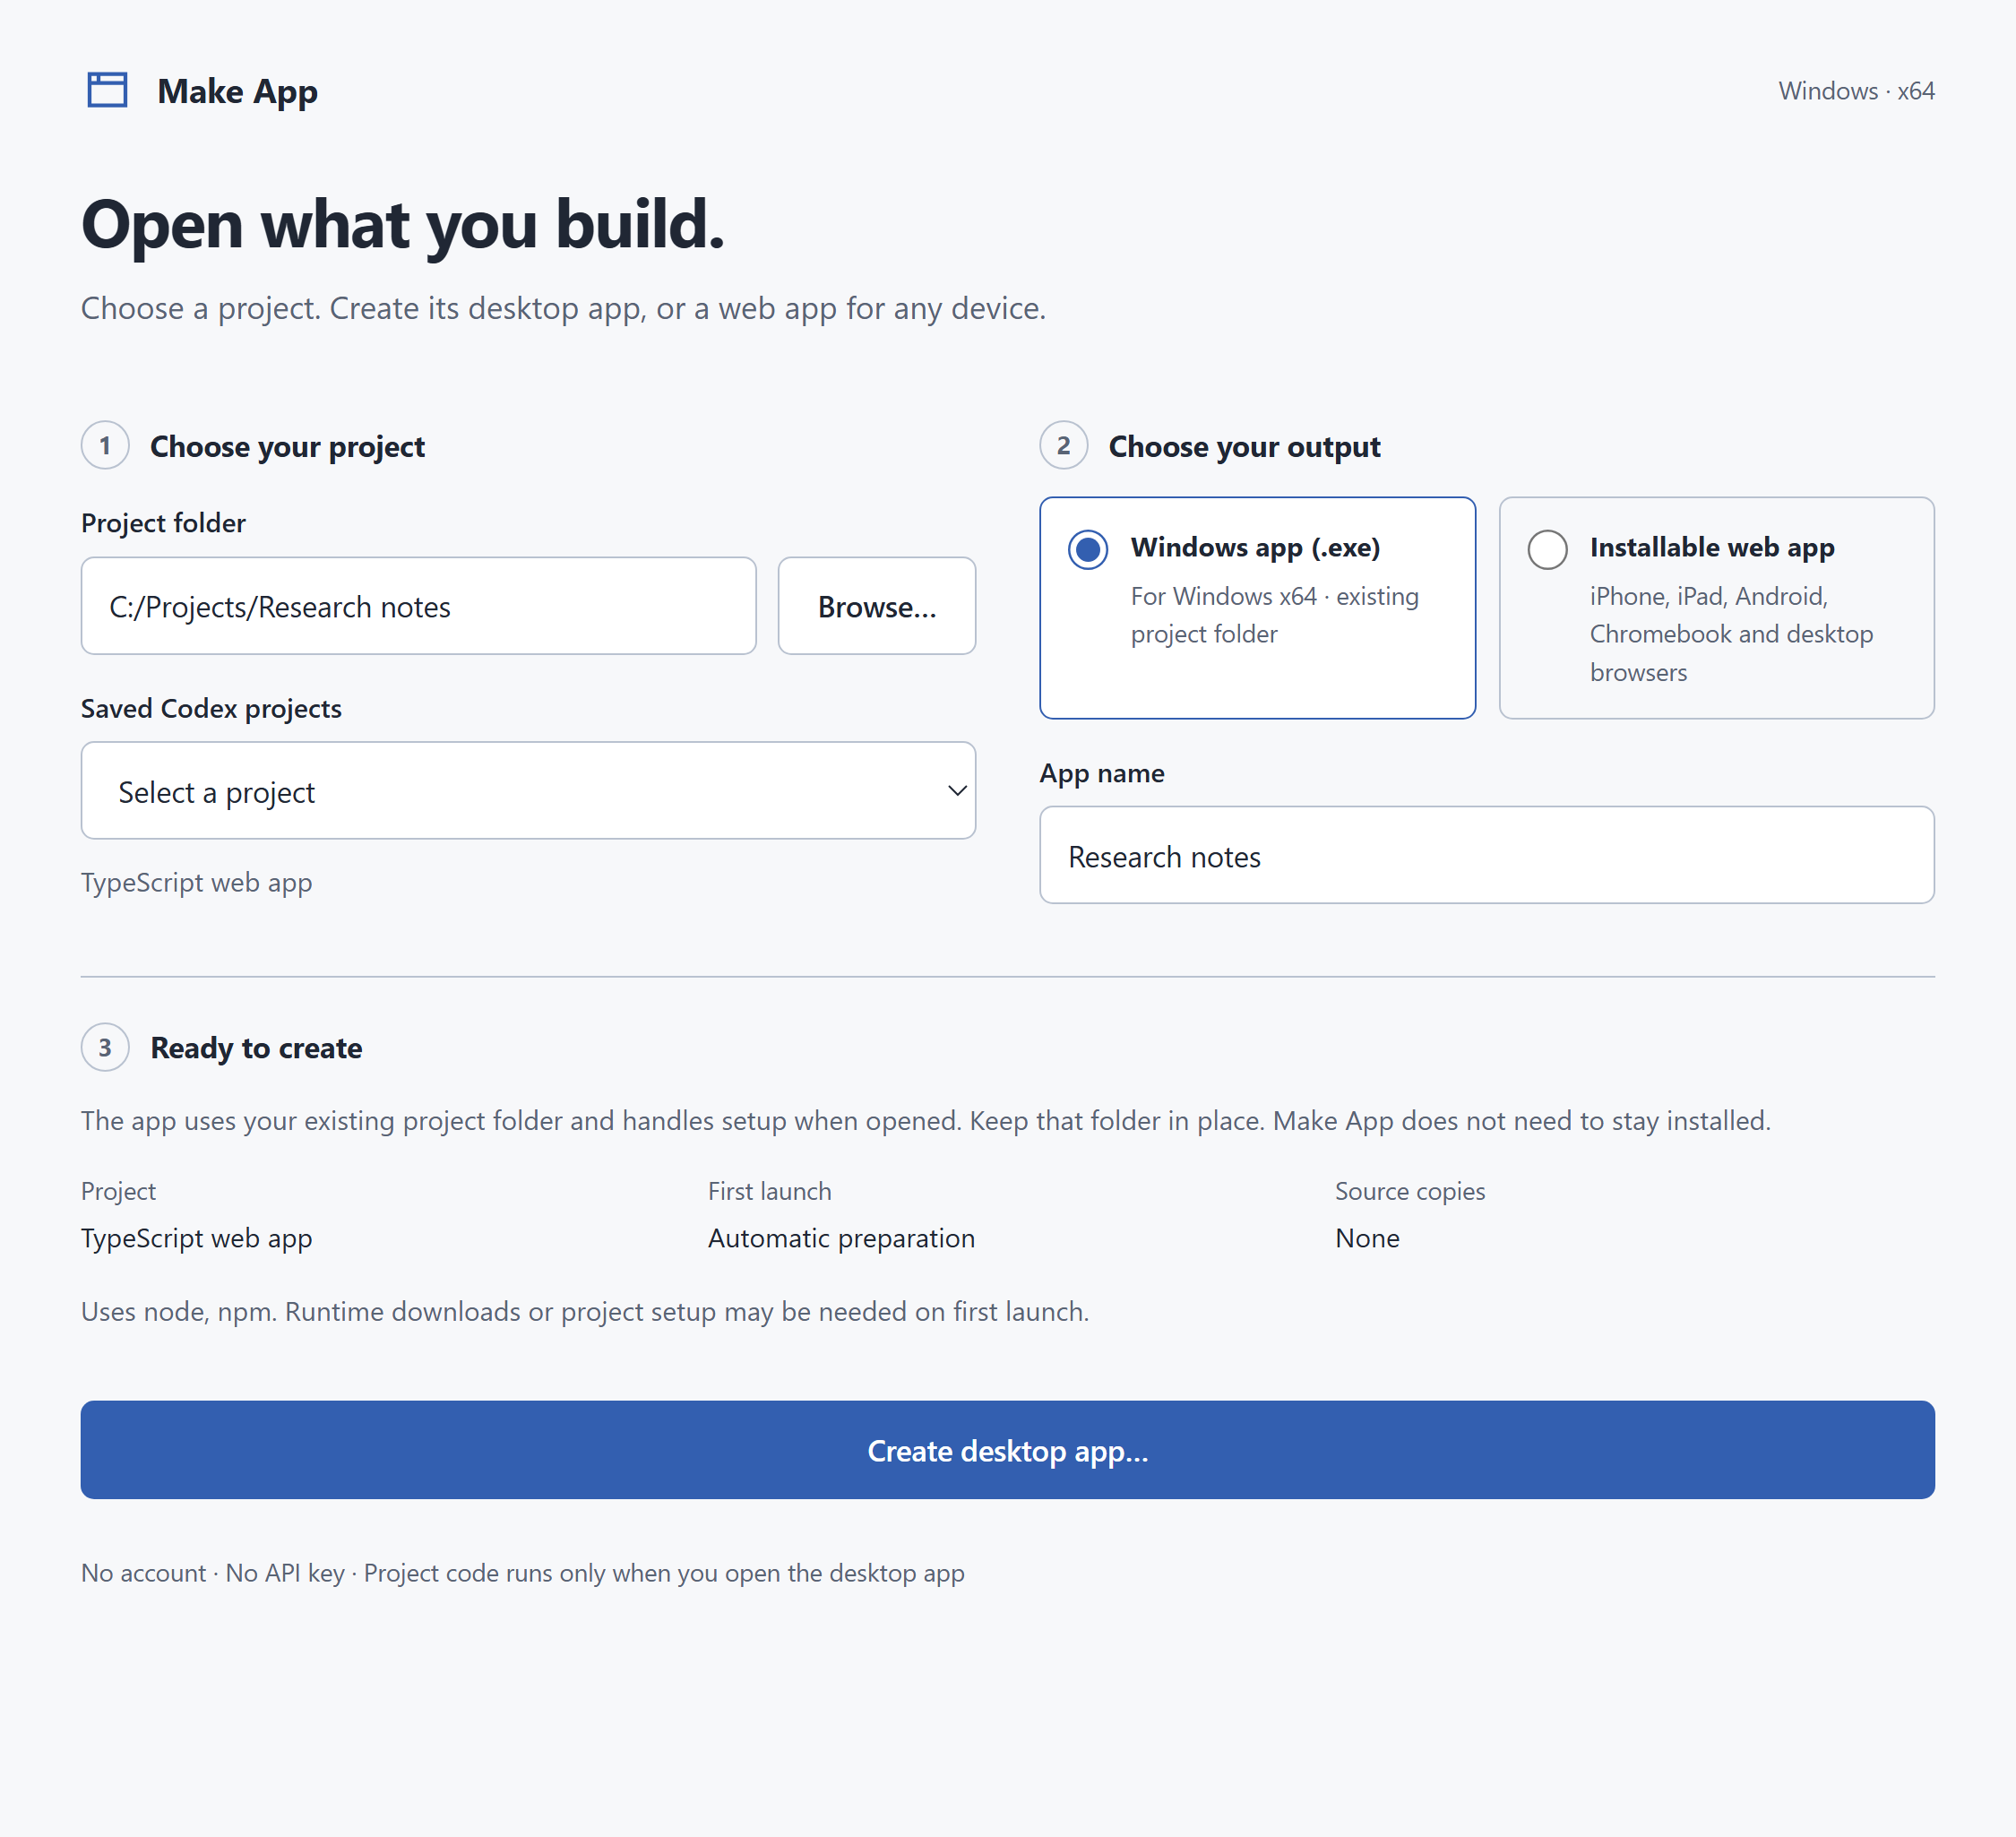 Make App
Windows · x64
Open what you build.
Choose a project. Create its desktop app, or a web app for any device.
1 Choose your project
Project folder
C:/Projects/Research notes
Browse...
Saved Codex projects
Select a project
TypeScript web app
2 Choose your output
Windows app (.exe)
For Windows x64 · existing
project folder
Installable web app
iPhone, iPad, Android,
Chromebook and desktop
browsers
App name
Research notes
3 Ready to create
The app uses your existing project folder and handles setup when opened. Keep that folder in place. Make App does not need to stay installed.
Project
TypeScript web app
First launch
Automatic preparation
Source copies
None
Uses node, npm. Runtime downloads or project setup may be needed on first launch.
Create desktop app...
No account · No API key · Project code runs only when you open the desktop app